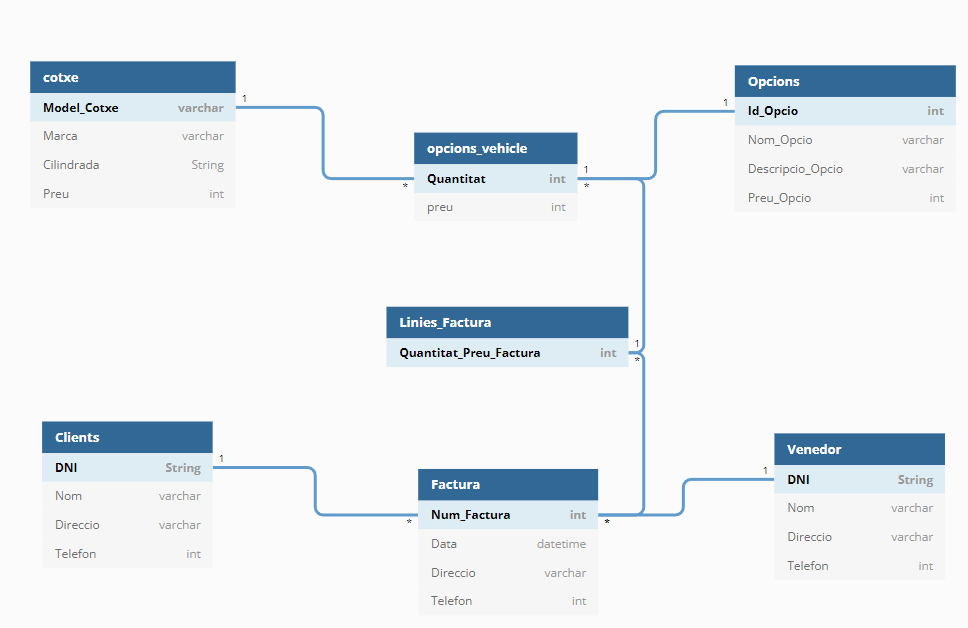 cotxe
Model_Cotxe varchar
Marca varchar
Cilindrada String
Preu int
1
*
opcions_vehicle
Quantitat int
preu int
1
*
Opcions
Id_Opcio int
Nom_Opcio varchar
Descripcio_Opcio varchar
Preu_Opcio int
1
Linies_Factura
Quantitat_Preu_Factura int
1
*
Clients
DNI String
Nom varchar
Direccio varchar
Telefon int
1
*
Factura
Num_Factura int
Data datetime
Direccio varchar
Telefon int
*
1
Venedor
DNI String
Nom varchar
Direccio varchar
Telefon int